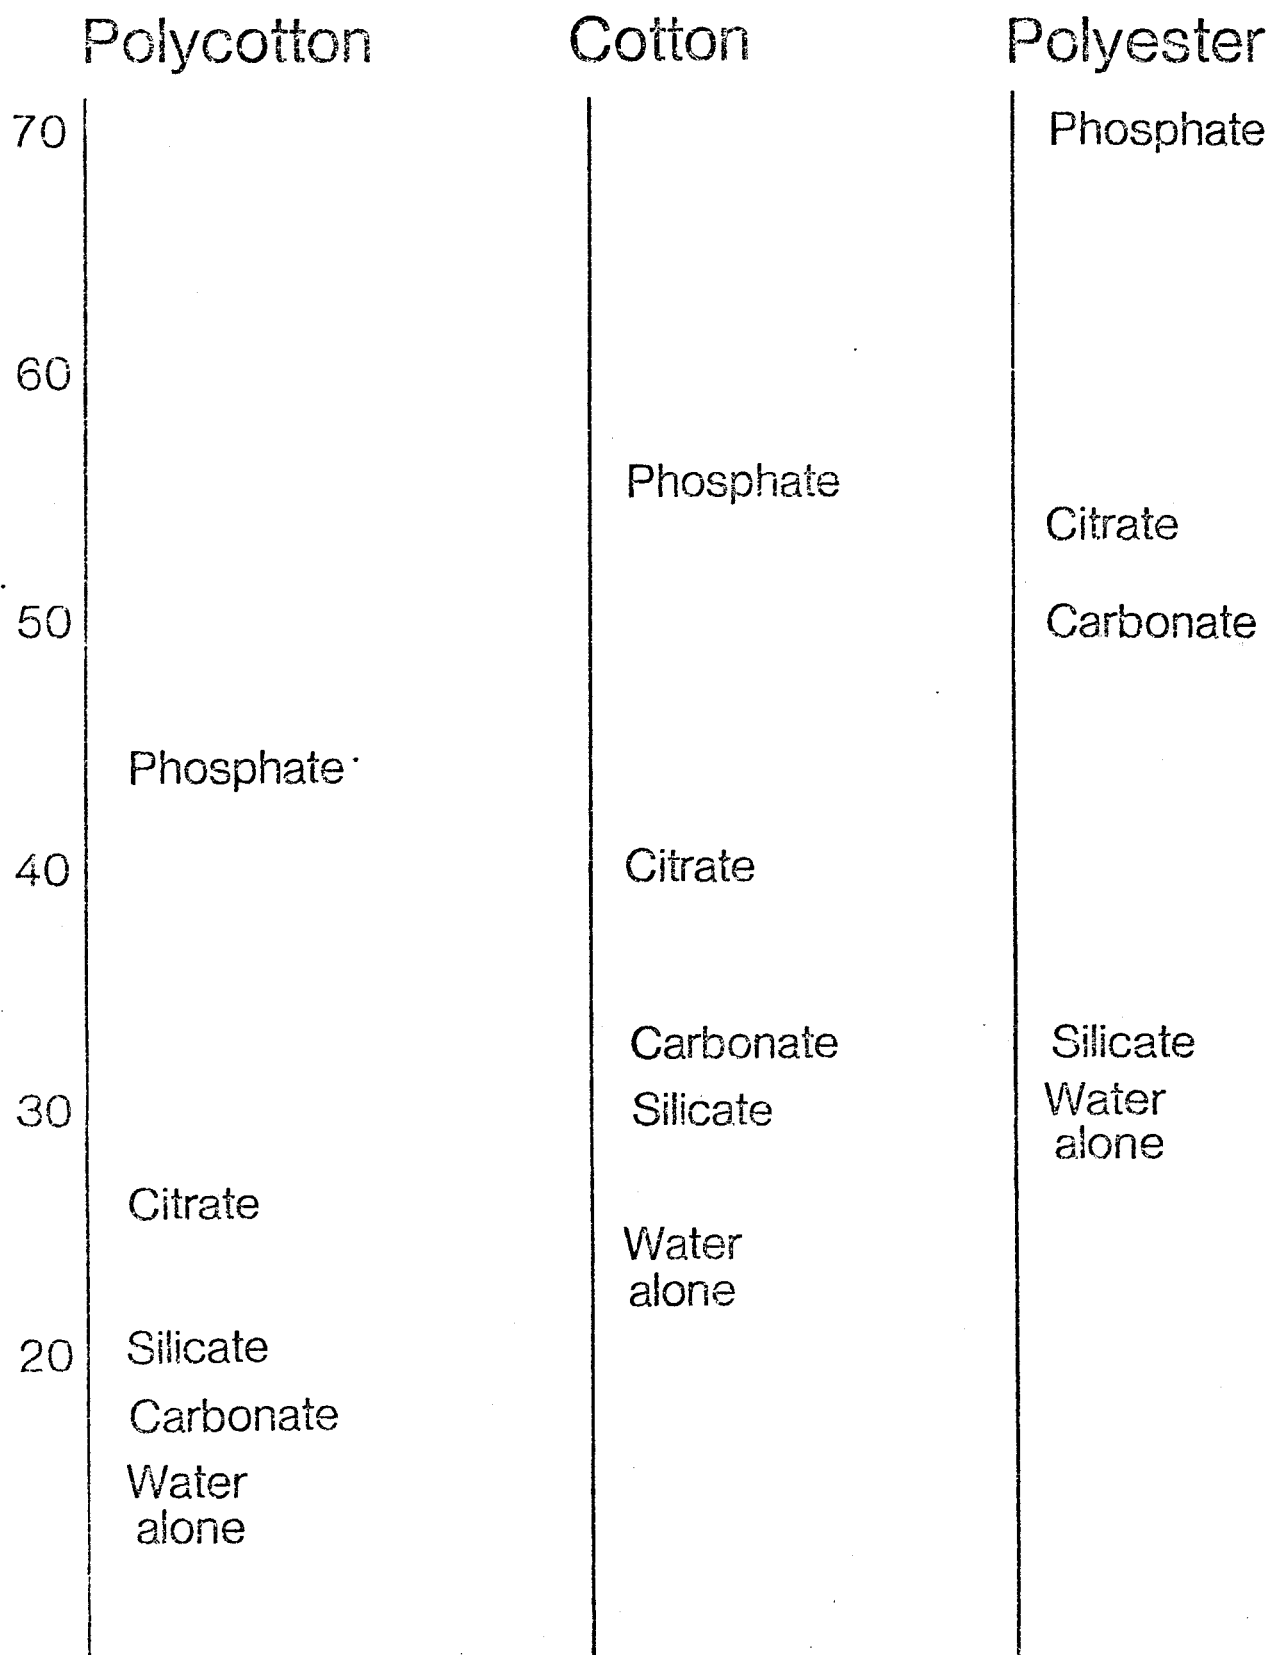 Polycotton Cotton Polyester
70 Phosphate
60
Phosphate
Citrate
50 Carbonate
Phosphate
40 Citrate
Carbonate Silicate
30 Silicate Water
alone
Citrate
Water
alone
20 Silicate
Carbonate
Water
alone